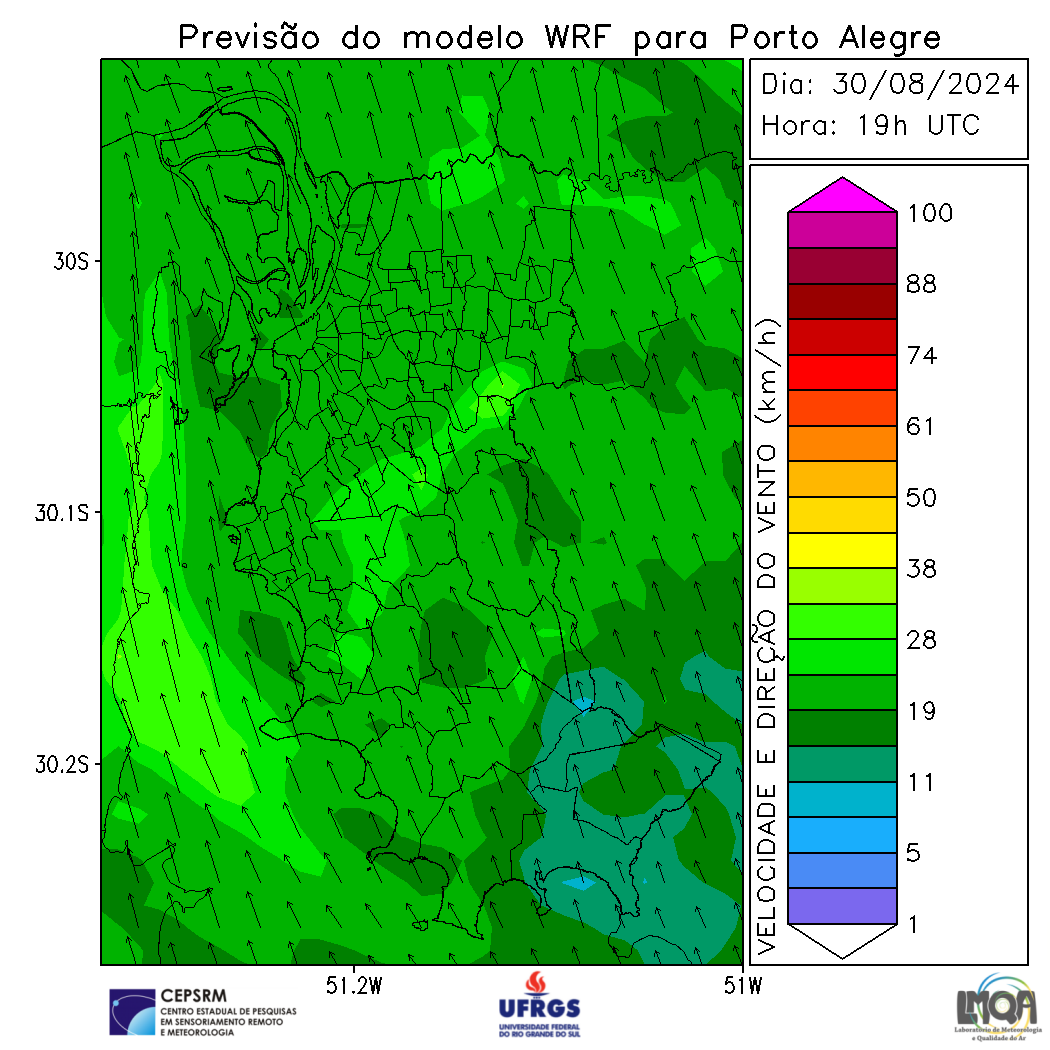 Previsão do modelo WRF para Porto Alegre
Dia: 30/08/2024
Hora: 19h UTC
30S
30.1S
30.2S
51.2W
51W
VELOCIDADE E DIREÇÃO DO VENTO (km/h)
100
88
74
61
50
38
28
19
11
5
1
CEPSRM
CENTRO ESTADUAL DE PESQUISAS
EM SENSORIAMENTO REMOTO
E METEOROLOGIA
UFRGS
UNIVERSIDADE FEDERAL
DO RIO GRANDE DO SUL
LMQA
Laboratório de Meteorologia
e Qualidade do Ar